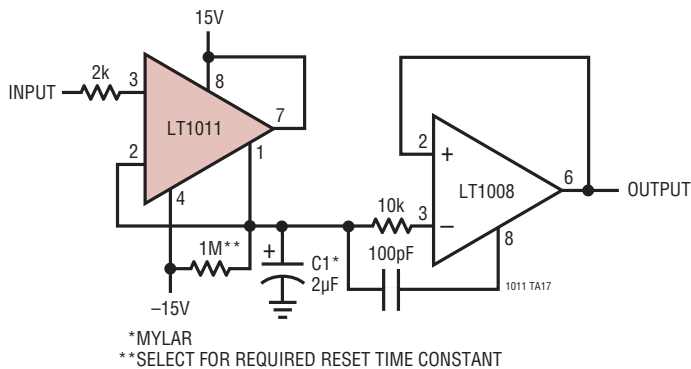 15V
2k
3
8
INPUT
7
LT1011
2
1
2
+
6
LT1008
OUTPUT
4
10k
3
–
8
1M**
+
C1*
2µF
100pF
1011 TA17
–15V
*MYLAR
**SELECT FOR REQUIRED RESET TIME CONSTANT